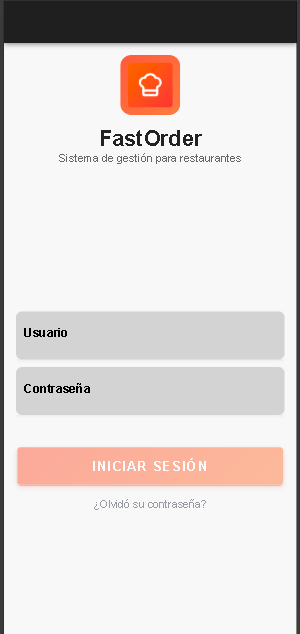 FastOrder
Sistema de gestión para restaurantes
Usuario
Contraseña
INICIAR SESIÓN
¿Olvidó su contraseña?